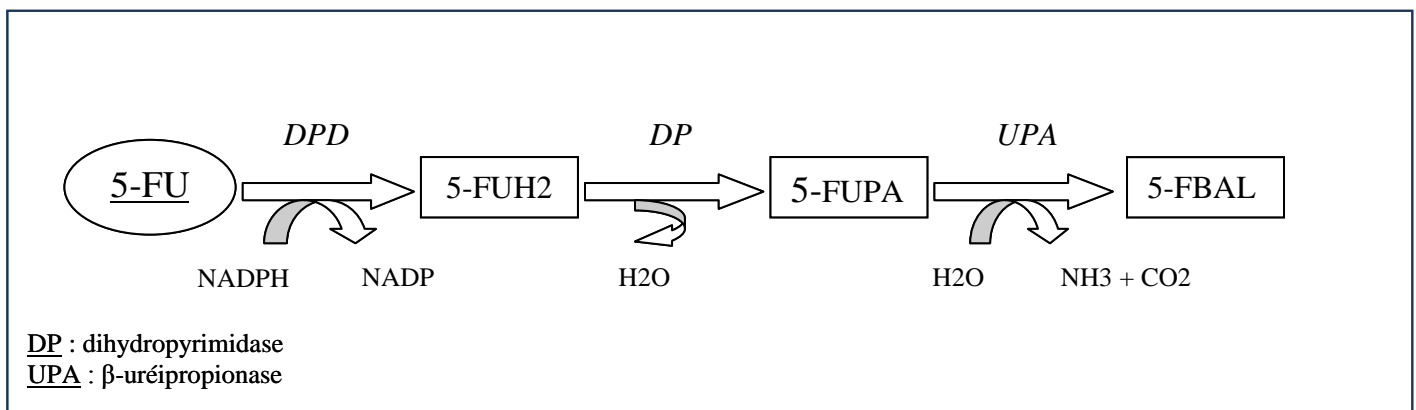 DPD DP UPA
5-FU 5-FUH2 5-FUPA 5-FBAL
NADPH NADP H2O H2O NH3 + CO2
DP : dihydropyrimidase
UPA : β-uréipropionase